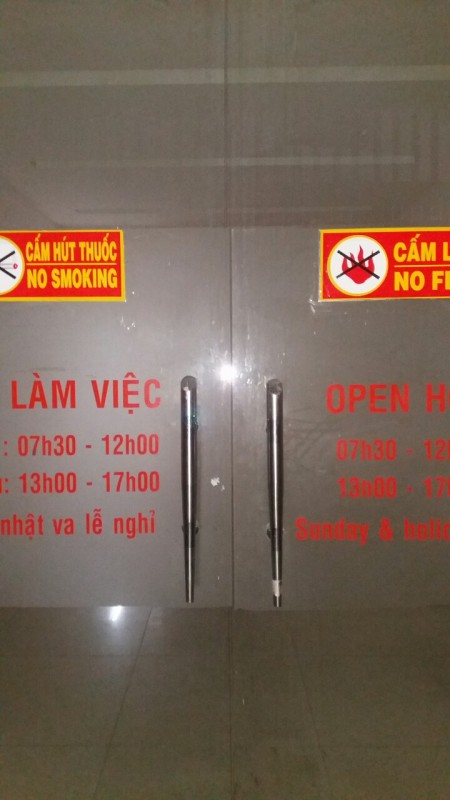 CẤM HÚT THUỐC
NO SMOKING
CẤM L
NO F
LÀM VIỆC
: 07h30 - 12h00
: 13h00 - 17h00
nhật va lễ nghỉ
OPEN H
07h30 - 12
13h00 - 17
Sunday & holi